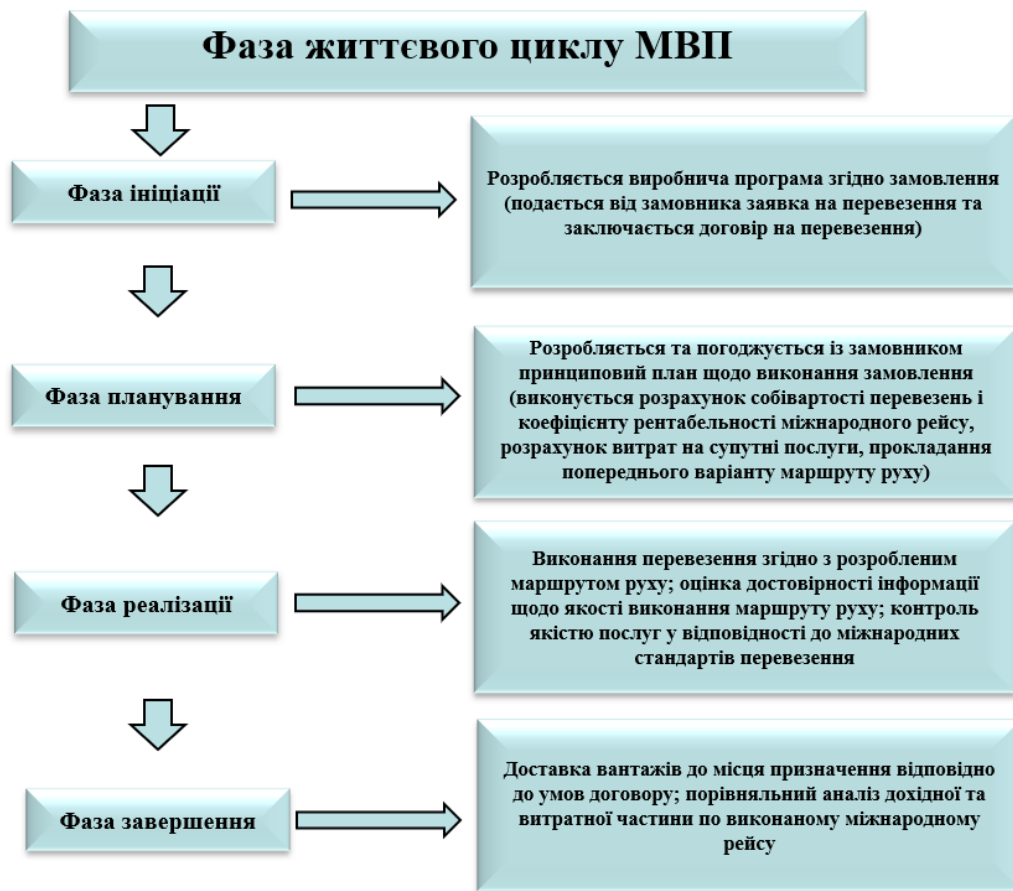 Фаза життєвого циклу МВП
Фаза ініціації
Розробляється виробнича програма згідно замовлення
(подається від замовника заявка на перевезення та
заключається договір на перевезення)
Фаза планування
Розробляється та погоджується із замовником
принциповий план щодо виконання замовлення
(виконується розрахунок собівартості перевезень і
коефіцієнту рентабельності міжнародного рейсу,
розрахунок витрат на супутні послуги, прокладання
попереднього варіанту маршруту руху)
Фаза реалізації
Виконання перевезення згідно з розробленим
маршрутом руху; оцінка достовірності інформації
щодо якості виконання маршруту руху; контроль
якістю послуг у відповідності до міжнародних
стандартів перевезення
Фаза завершення
Доставка вантажів до місця призначення відповідно
до умов договору; порівняльний аналіз дохідної та
витратної частини по виконаному міжнародному
рейсу